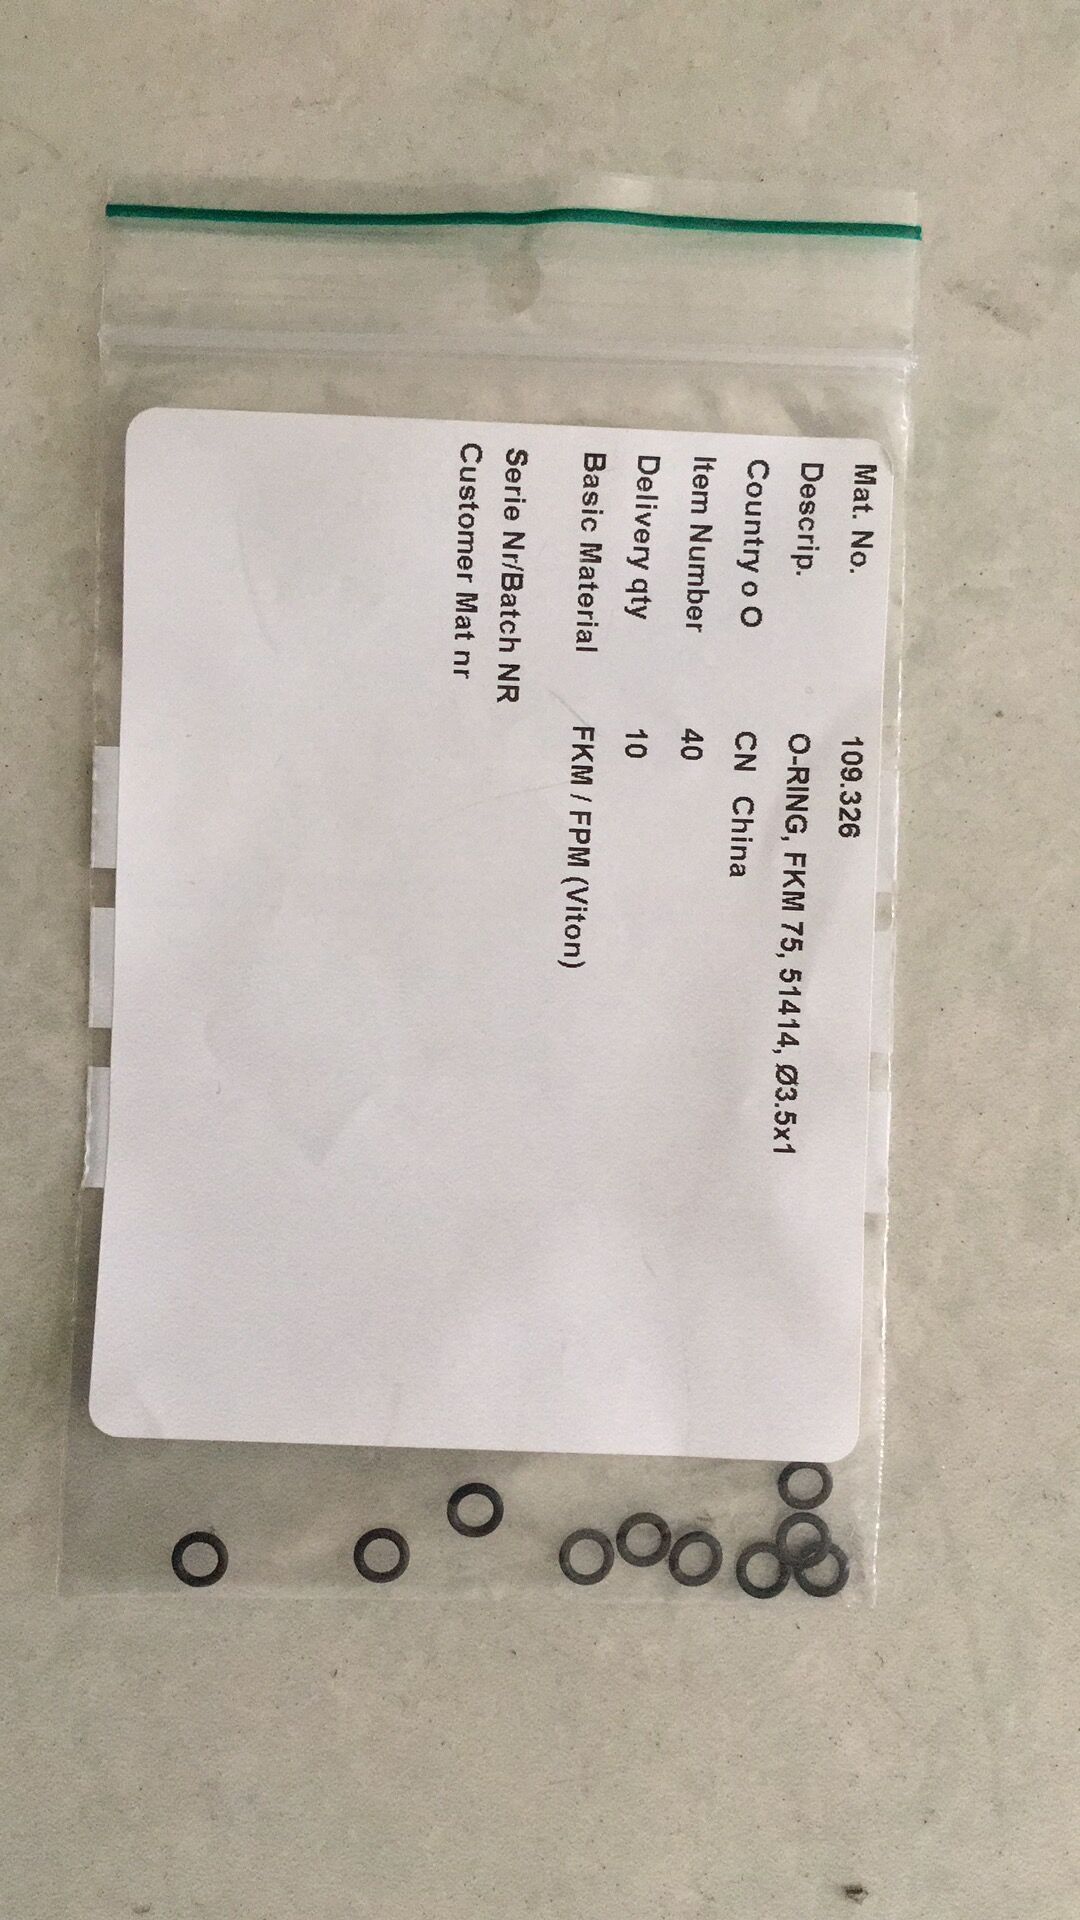 Mat. No. 109.326
Descrip. O-RING, FKM 75, 51414, Ø3.5x1
Country o O CN China
Item Number 40
Delivery qty 10
Basic Material FKM / FPM (Viton)
Serie Nr/Batch NR
Customer Mat nr